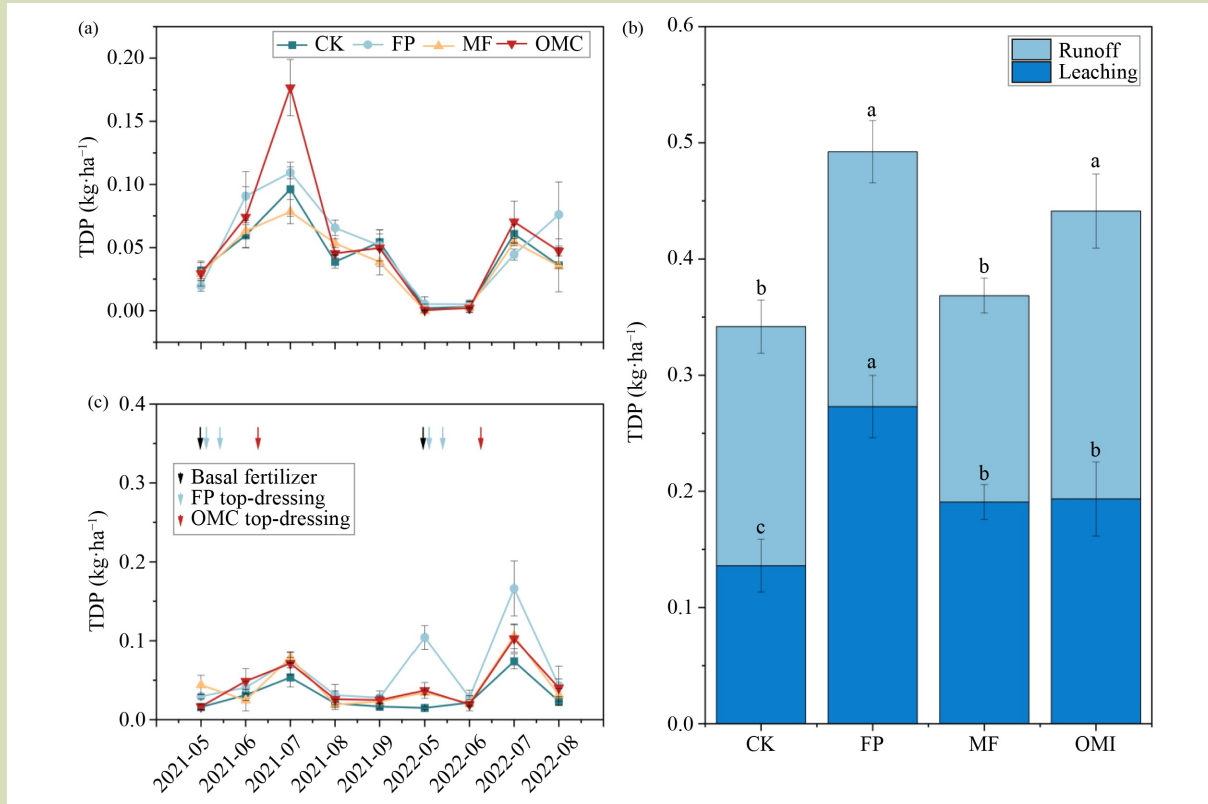 (a)
CK FP MF OMC
0.20
0.15
0.10
0.05
0.00
TDP (kg·ha⁻¹)
(c)
0.4
0.3
0.2
0.1
0.0
TDP (kg·ha⁻¹)
Basal fertilizer
FP top-dressing
OMC top-dressing
2021-05
2021-06
2021-07
2021-08
2021-09
2022-05
2022-06
2022-07
2022-08
(b)
0.6
0.5
0.4
0.3
0.2
0.1
0.0
TDP (kg·ha⁻¹)
Runoff
Leaching
b
a
b
a
c
a
b
b
CK FP MF OMI